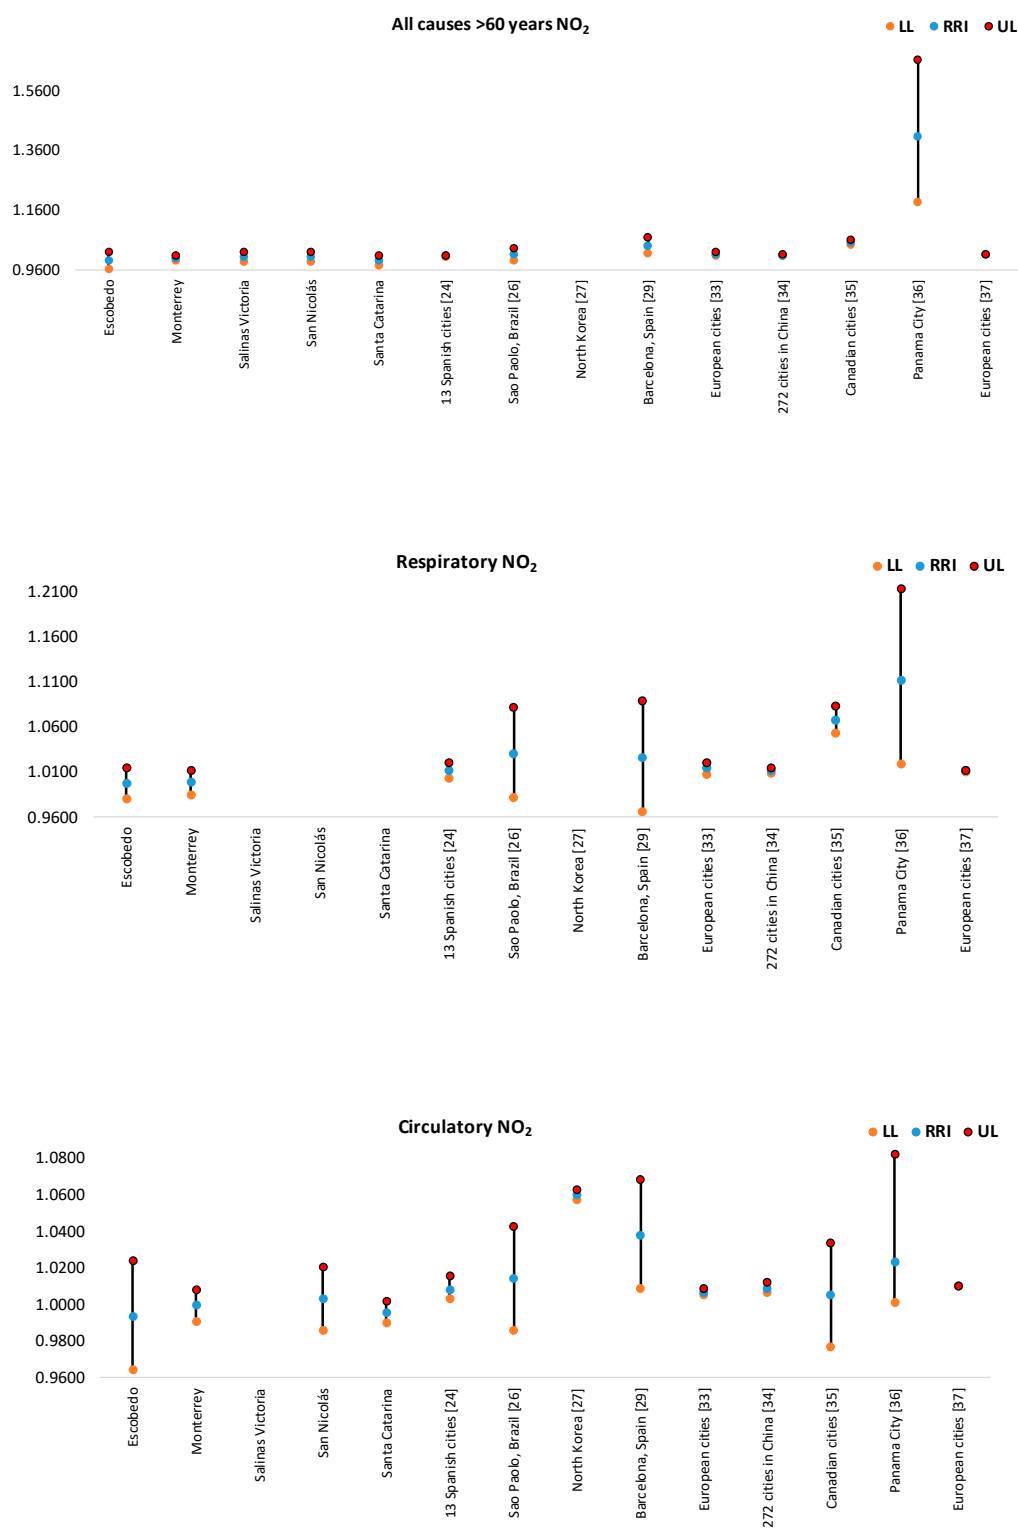 All causes >60 years NO₂
LL RRI UL
1.5600
1.3600
1.1600
0.9600
Escobedo
Monterrey
Salinas Victoria
San Nicolás
Santa Catarina
13 Spanish cities [24]
Sao Paolo, Brazil [26]
North Korea [27]
Barcelona, Spain [29]
European cities [33]
272 cities in China [34]
Canadian cities [35]
Panama City [36]
European cities [37]
Respiratory NO₂
LL RRI UL
1.2100
1.1600
1.1100
1.0600
1.0100
0.9600
Escobedo
Monterrey
Salinas Victoria
San Nicolás
Santa Catarina
13 Spanish cities [24]
Sao Paolo, Brazil [26]
North Korea [27]
Barcelona, Spain [29]
European cities [33]
272 cities in China [34]
Canadian cities [35]
Panama City [36]
European cities [37]
Circulatory NO₂
LL RRI UL
1.0800
1.0600
1.0400
1.0200
1.0000
0.9800
0.9600
Escobedo
Monterrey
Salinas Victoria
San Nicolás
Santa Catarina
13 Spanish cities [24]
Sao Paolo, Brazil [26]
North Korea [27]
Barcelona, Spain [29]
European cities [33]
272 cities in China [34]
Canadian cities [35]
Panama City [36]
European cities [37]